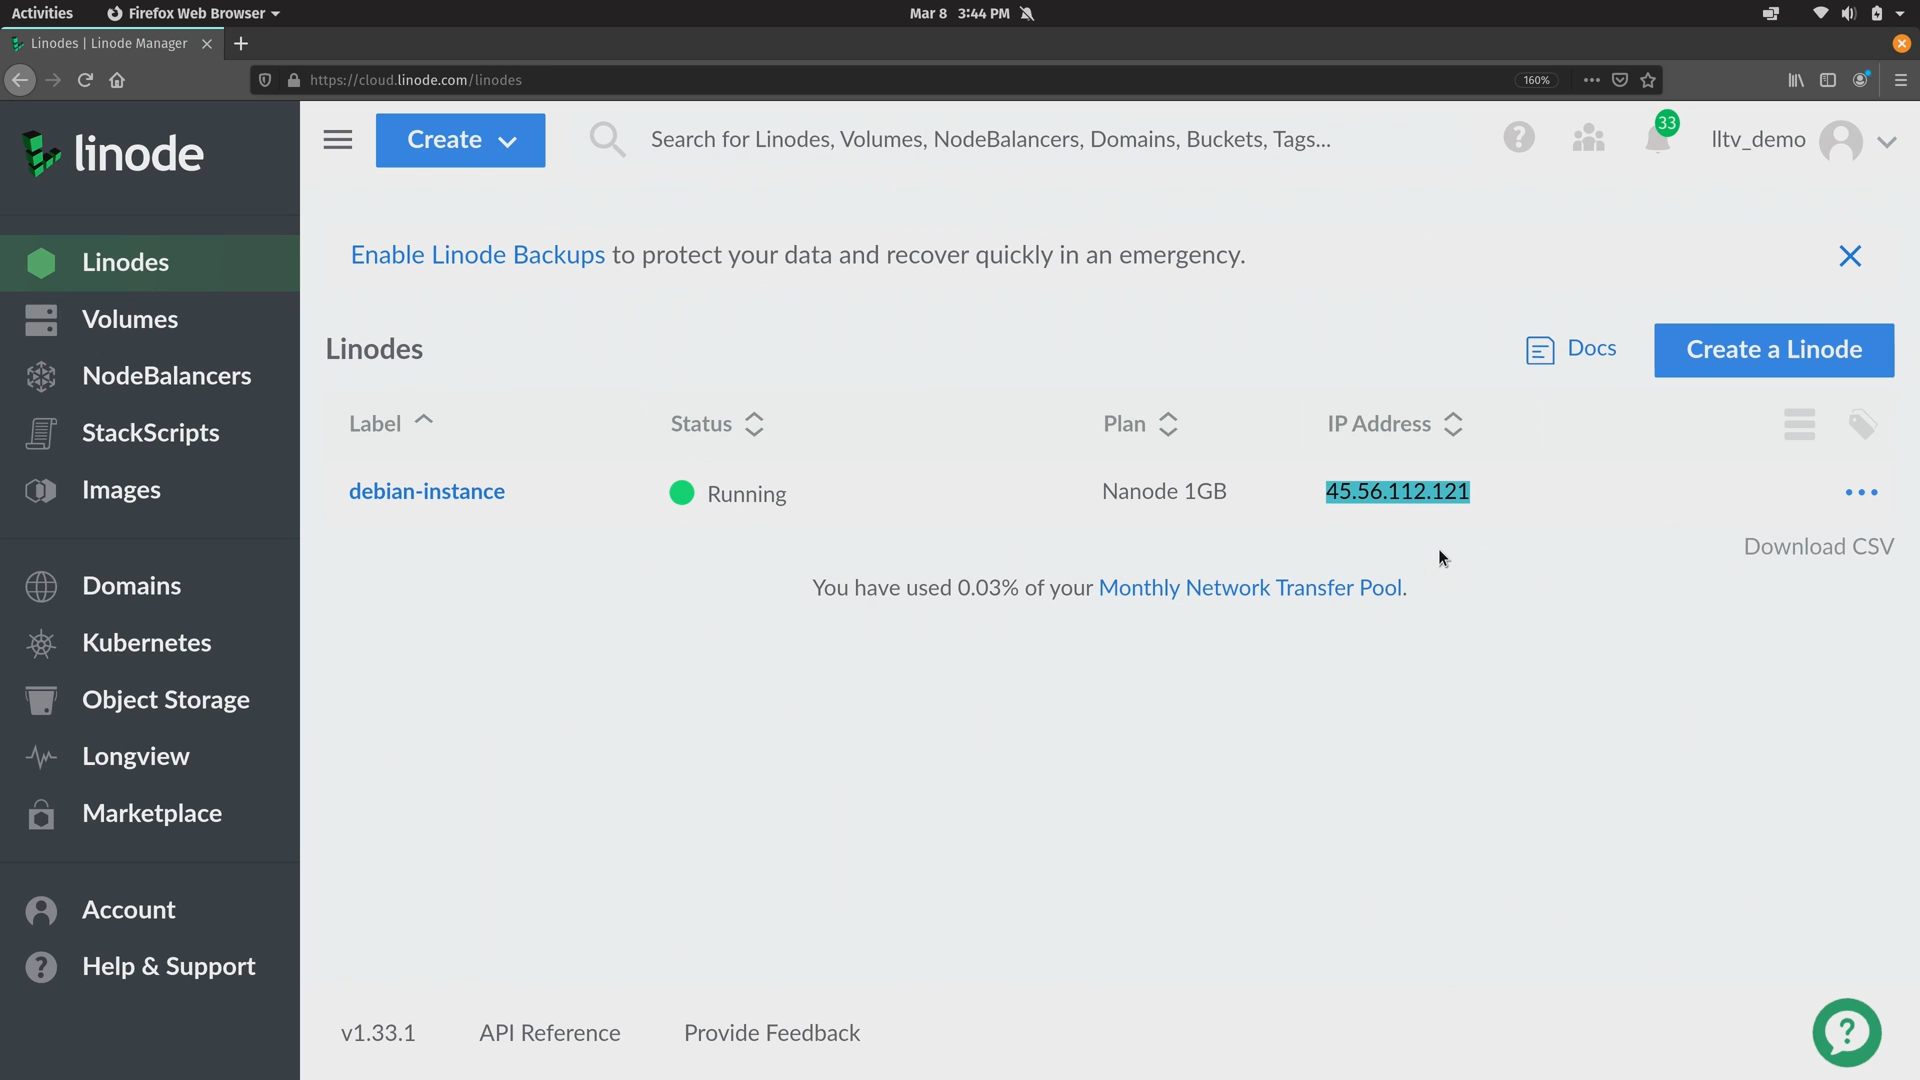 Activities Firefox Web Browser Mar 8 3:44 PM
Linodes | Linode Manager
https://cloud.linode.com/linodes 160%
linode
Create
Search for Linodes, Volumes, NodeBalancers, Domains, Buckets, Tags...
33
lltv_demo
Linodes
Volumes
NodeBalancers
StackScripts
Images
Domains
Kubernetes
Object Storage
Longview
Marketplace
Account
Help & Support
Enable Linode Backups to protect your data and recover quickly in an emergency.
Linodes
Docs
Create a Linode
Label Status Plan IP Address
debian-instance Running Nanode 1GB 45.56.112.121
Download CSV
You have used 0.03% of your Monthly Network Transfer Pool.
v1.33.1 API Reference Provide Feedback